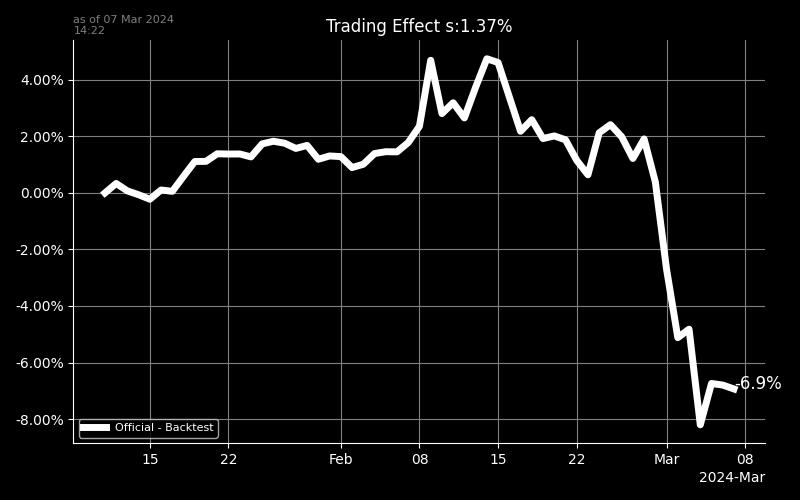 as of 07 Mar 2024
14:22
Trading Effect s:1.37%
4.00%
2.00%
0.00%
-2.00%
-4.00%
-6.00%
-8.00%
-6.9%
Official - Backtest
15 22 Feb 08 15 22 Mar 08
2024-Mar